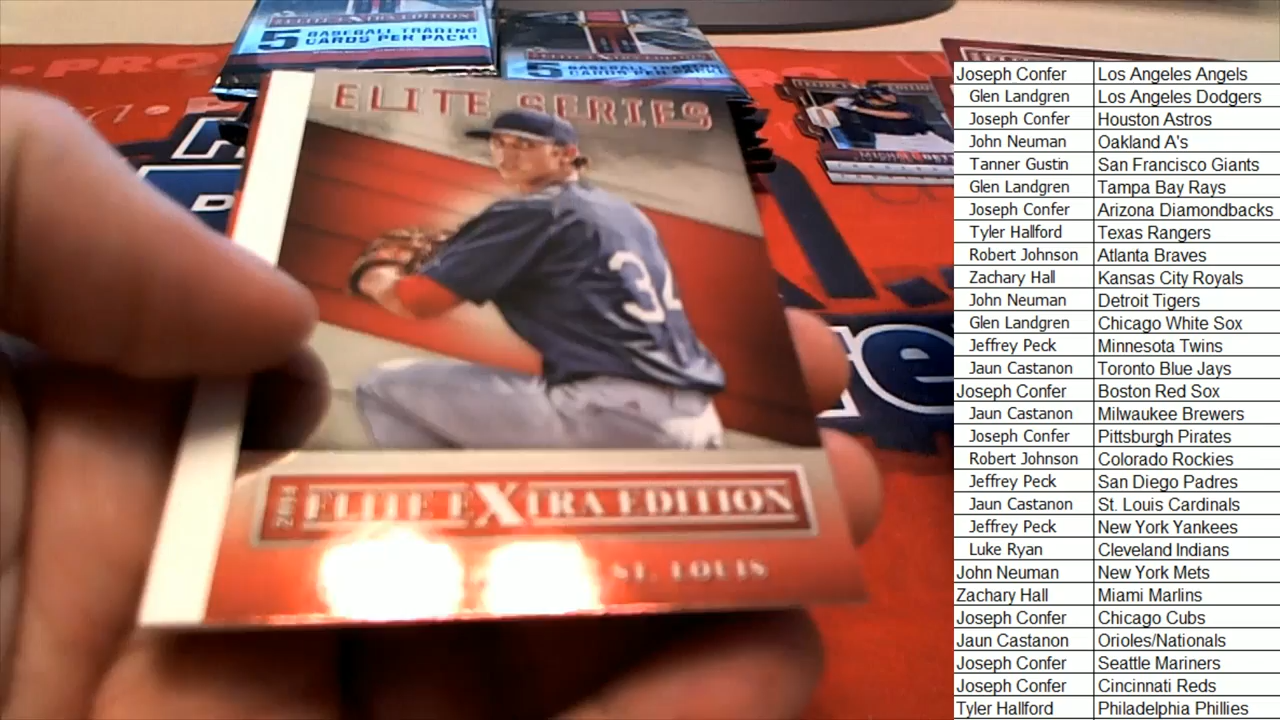 ELITE EXTRA EDITION
5 BASEBALL TRADING
CARDS PER PACK!
ELITE EXTRA EDITION
5
ELITE SERIES
34
2014 ELITE EXTRA EDITION
ST. LOUIS
Joseph Confer Los Angeles Angels
Glen Landgren Los Angeles Dodgers
Joseph Confer Houston Astros
John Neuman Oakland A's
Tanner Gustin San Francisco Giants
Glen Landgren Tampa Bay Rays
Joseph Confer Arizona Diamondbacks
Tyler Hallford Texas Rangers
Robert Johnson Atlanta Braves
Zachary Hall Kansas City Royals
John Neuman Detroit Tigers
Glen Landgren Chicago White Sox
Jeffrey Peck Minnesota Twins
Jaun Castanon Toronto Blue Jays
Joseph Confer Boston Red Sox
Jaun Castanon Milwaukee Brewers
Joseph Confer Pittsburgh Pirates
Robert Johnson Colorado Rockies
Jeffrey Peck San Diego Padres
Jaun Castanon St. Louis Cardinals
Jeffrey Peck New York Yankees
Luke Ryan Cleveland Indians
John Neuman New York Mets
Zachary Hall Miami Marlins
Joseph Confer Chicago Cubs
Jaun Castanon Orioles/Nationals
Joseph Confer Seattle Mariners
Joseph Confer Cincinnati Reds
Tyler Hallford Philadelphia Phillies